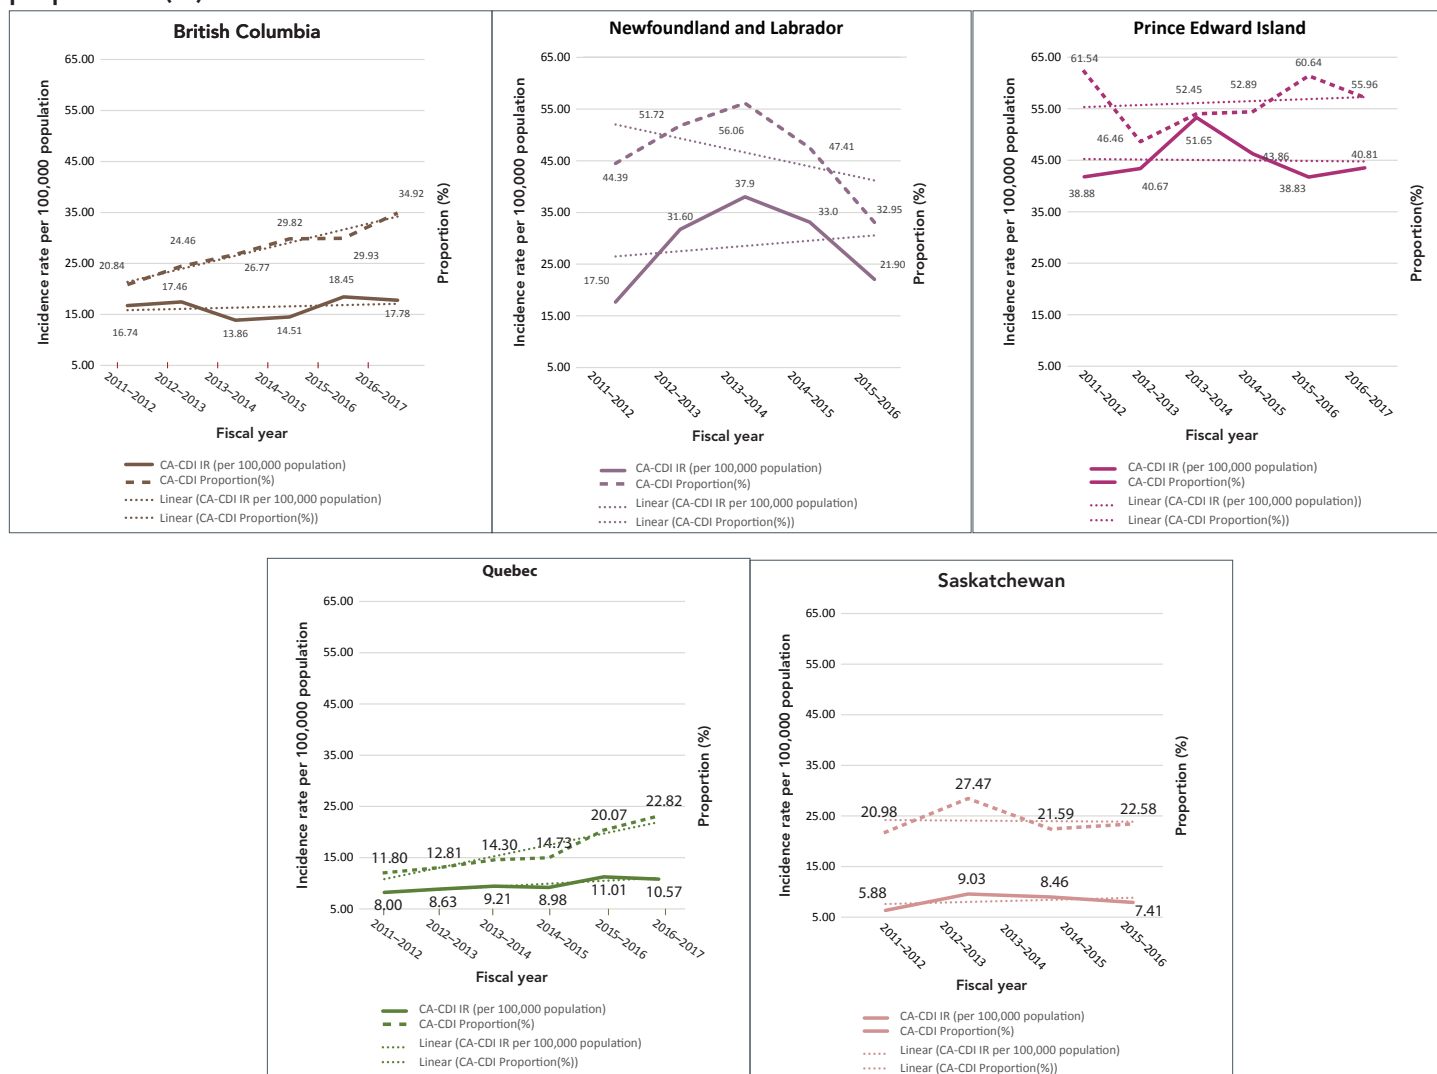 British Columbia
Incidence rate per 100,000 population
65.00
55.00
45.00
35.00
25.00
15.00
5.00
20.84
24.46
26.77
29.82
29.93
34.92
16.74
17.46
13.86
14.51
18.45
17.78
Proportion (%)
2011–2012
2012–2013
2013–2014
2014–2015
2015–2016
2016–2017
Fiscal year
CA-CDI IR (per 100,000 population)
CA-CDI Proportion(%)
Linear (CA-CDI IR per 100,000 population)
Linear (CA-CDI Proportion(%))
Newfoundland and Labrador
Incidence rate per 100,000 population
65.00
55.00
45.00
35.00
25.00
15.00
5.00
44.39
51.72
56.06
47.41
32.95
17.50
31.60
37.9
33.0
21.90
Proportion (%)
2011–2012
2012–2013
2013–2014
2014–2015
2015–2016
Fiscal year
CA-CDI IR (per 100,000 population)
CA-CDI Proportion(%)
Linear (CA-CDI IR per 100,000 population)
Linear (CA-CDI Proportion(%))
Prince Edward Island
Incidence rate per 100,000 population
65.00
55.00
45.00
35.00
25.00
15.00
5.00
61.54
46.46
52.45
52.89
60.64
55.96
38.88
40.67
51.65
43.86
38.83
40.81
Proportion(%)
2011–2012
2012–2013
2013–2014
2014–2015
2015–2016
2016–2017
Fiscal year
CA-CDI IR (per 100,000 population)
CA-CDI Proportion(%)
Linear (CA-CDI IR (per 100,000 population))
Linear (CA-CDI Proportion(%))
Quebec
Incidence rate per 100,000 population
65.00
55.00
45.00
35.00
25.00
15.00
5.00
11.80
12.81
14.30
14.73
20.07
22.82
8.00
8.63
9.21
8.98
11.01
10.57
Proportion (%)
2011–2012
2012–2013
2013–2014
2014–2015
2015–2016
2016–2017
Fiscal year
CA-CDI IR (per 100,000 population)
CA-CDI Proportion(%)
Linear (CA-CDI IR per 100,000 population)
Linear (CA-CDI Proportion(%))
Saskatchewan
Incidence rate per 100,000 population
65.00
55.00
45.00
35.00
25.00
15.00
5.00
20.98
27.47
21.59
22.58
5.88
9.03
8.46
7.41
Proportion (%)
2011–2012
2012–2013
2013–2014
2014–2015
2015–2016
Fiscal year
CA-CDI IR (per 100,000 population)
CA-CDI Proportion(%)
Linear (CA-CDI IR per 100,000 population)
Linear (CA-CDI Proportion(%))